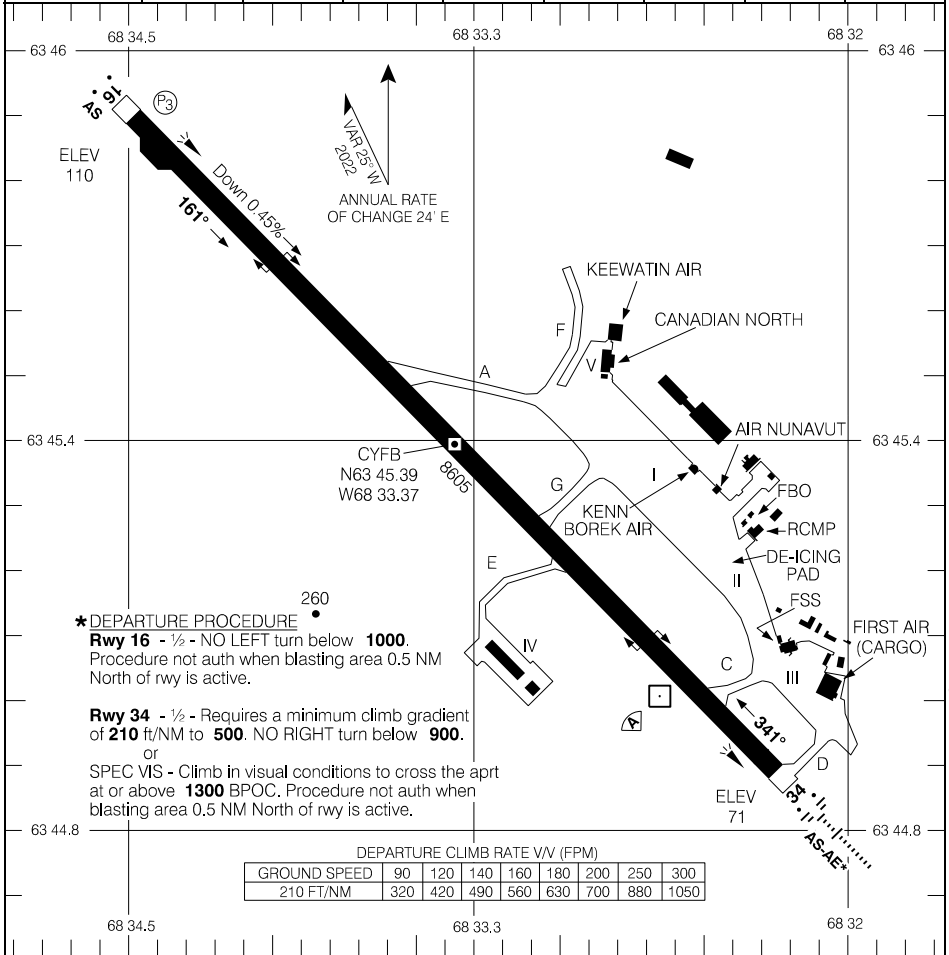 68 34.5
68 33.3
68 32
63 46
63 46
16
AS
P3
ELEV
110
VAR 25° W
2022
ANNUAL RATE
OF CHANGE 24' E
Down 0.45%
161°
KEEWATIN AIR
F
CANADIAN NORTH
V
A
63 45.4
63 45.4
AIR NUNAVUT
CYFB
N63 45.39
W68 33.37
8605
G
I
KENN
BOREK AIR
FBO
RCMP
DE-ICING
PAD
II
E
FSS
260
IV
FIRST AIR
(CARGO)
C
III
* DEPARTURE PROCEDURE
Rwy 16 - ½ - NO LEFT turn below 1000.
Procedure not auth when blasting area 0.5 NM
North of rwy is active.
Rwy 34 - ½ - Requires a minimum climb gradient
of 210 ft/NM to 500. NO RIGHT turn below 900.
or
SPEC VIS - Climb in visual conditions to cross the aprt
at or above 1300 BPOC. Procedure not auth when
blasting area 0.5 NM North of rwy is active.
A
341°
D
ELEV
71
34
AS-AE*
63 44.8
63 44.8
DEPARTURE CLIMB RATE V/V (FPM)
GROUND SPEED 90 120 140 160 180 200 250 300
210 FT/NM 320 420 490 560 630 700 880 1050
68 34.5
68 33.3
68 32